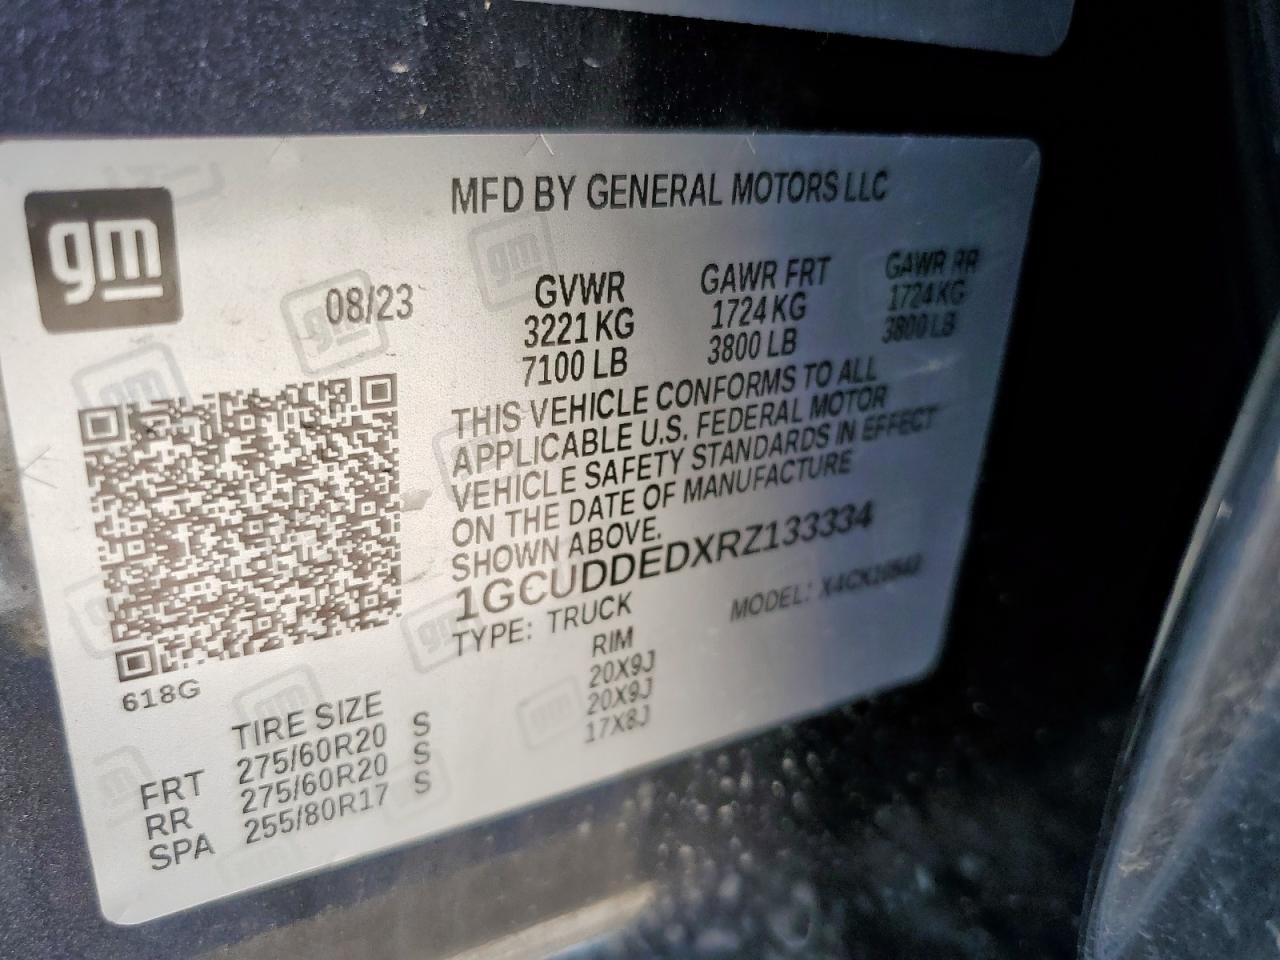 gm
MFD BY GENERAL MOTORS LLC
08/23
GVWR GAWR FRT GAWR RR
3221 KG 1724 KG 1724 KG
7100 LB 3800 LB 3800 LB
THIS VEHICLE CONFORMS TO ALL
APPLICABLE U.S. FEDERAL MOTOR
VEHICLE SAFETY STANDARDS IN EFFECT
ON THE DATE OF MANUFACTURE
SHOWN ABOVE.
1GCUDDEDXRZ133334
TYPE: TRUCK MODEL:
618G
TIRE SIZE RIM
FRT 275/60R20 S 20X9J
RR 275/60R20 S 20X9J
SPA 255/80R17 S 17X8J